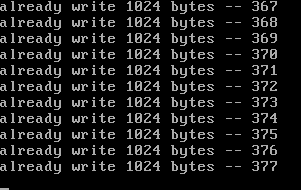 already write 1024 bytes -- 367
already write 1024 bytes -- 368
already write 1024 bytes -- 369
already write 1024 bytes -- 370
already write 1024 bytes -- 371
already write 1024 bytes -- 372
already write 1024 bytes -- 373
already write 1024 bytes -- 374
already write 1024 bytes -- 375
already write 1024 bytes -- 376
already write 1024 bytes -- 377